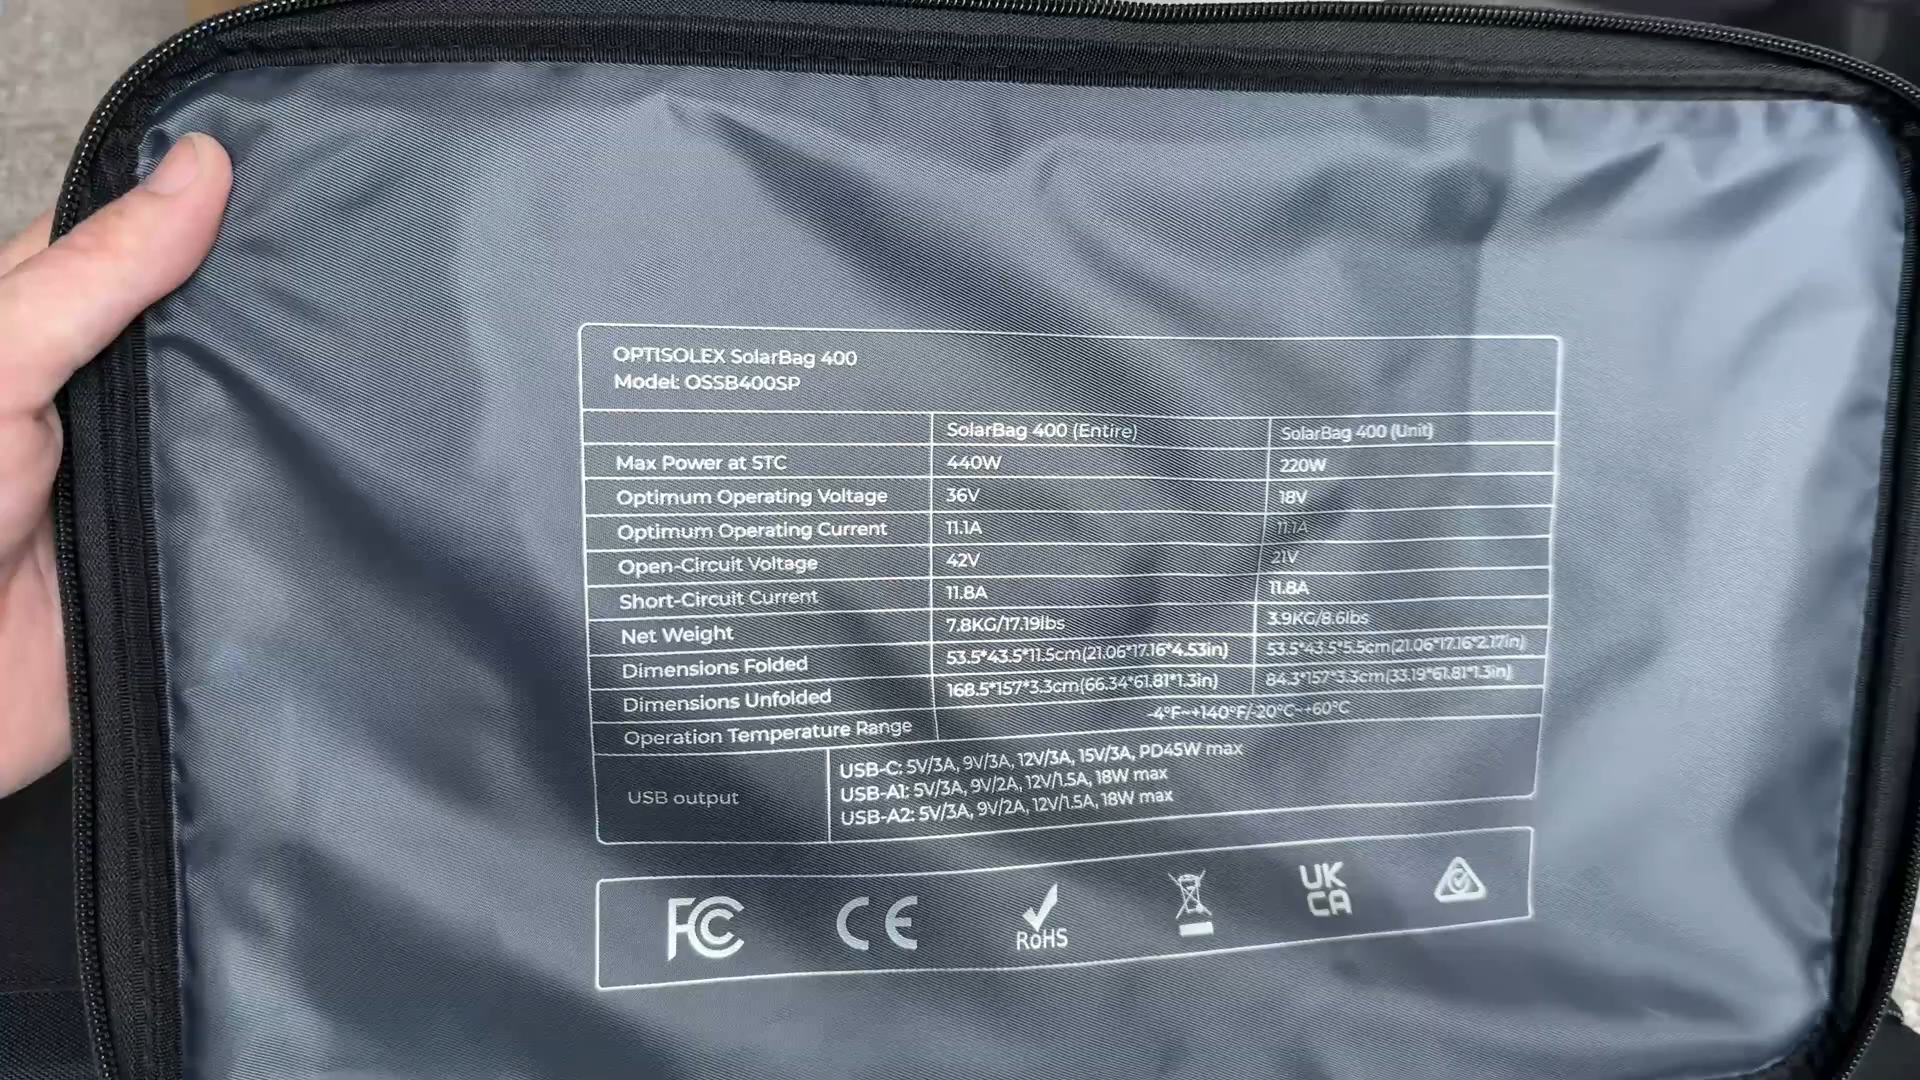 OPTISOLEX SolarBag 400
Model: OSSB400SP
SolarBag 400 (Entire) SolarBag 400 (Unit)
Max Power at STC 440W 220W
Optimum Operating Voltage 36V 18V
Optimum Operating Current 11.1A 11.1A
Open-Circuit Voltage 42V 21V
Short-Circuit Current 11.8A 11.8A
Net Weight 7.8KG/17.19lbs 3.9KG/8.6lbs
Dimensions Folded 53.5*43.5*11.5cm(21.06*17.16*4.53in) 53.5*43.5*5.5cm(21.06*17.16*2.17in)
Dimensions Unfolded 168.5*157*3.3cm(66.34*61.81*1.3in) 84.3*157*3.3cm(33.19*61.81*1.3in)
Operation Temperature Range -4°F~+140°F/-20°C~+60°C
USB output
USB-C: 5V/3A, 9V/3A, 12V/3A, 15V/3A, PD45W max
USB-A1: 5V/3A, 9V/2A, 12V/1.5A, 18W max
USB-A2: 5V/3A, 9V/2A, 12V/1.5A, 18W max
FC CE RoHS UK CA